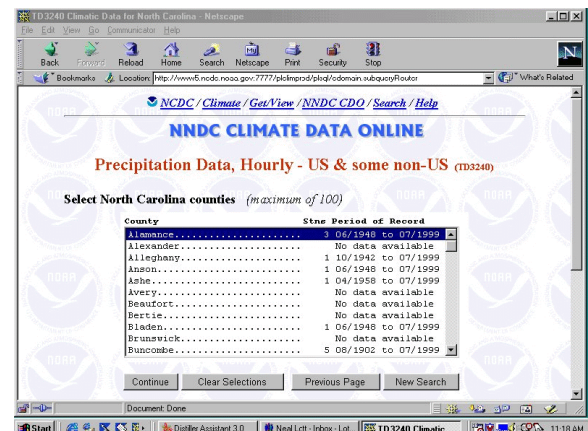 TD3240 Climatic Data for North Carolina - Netscape
File Edit View Go Communicator Help
Back Forward Reload Home Search Netscape Print Security Stop
N
Bookmarks Location: http://www5.ncdc.noaa.gov:7777/plclimprod/plsql/cdomain.subqueryRouter What's Related
NCDC / Climate / Get/View / NNDC CDO / Search / Help
NNDC CLIMATE DATA ONLINE
Precipitation Data, Hourly - US & some non-US (TD3240)
Select North Carolina counties (maximum of 100)
County Stns Period of Record
Alamance...................... 3 06/1948 to 07/1999
Alexander..................... No data available
Alleghany..................... 1 10/1942 to 07/1999
Anson......................... 1 06/1948 to 07/1999
Ashe.......................... 1 04/1958 to 07/1999
Avery......................... No data available
Beaufort...................... No data available
Bertie........................ No data available
Bladen........................ 1 06/1948 to 07/1999
Brunswick..................... No data available
Buncombe...................... 5 08/1902 to 07/1999
Continue Clear Selections Previous Page New Search
Document: Done
Start Distiller Assistant 3.0 Neal Lott - Inbox - Lot... TD3240 Climatic... 11:18 AM